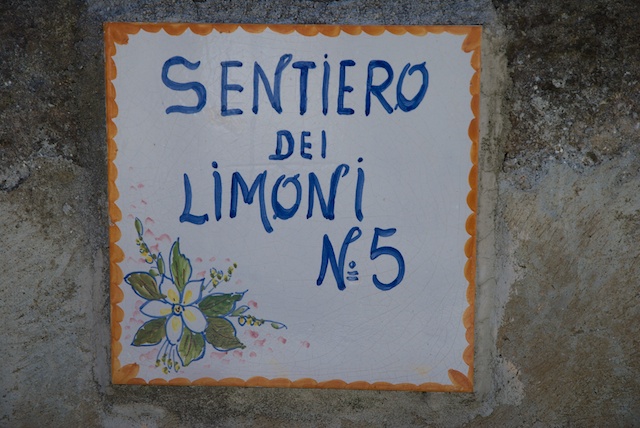 SENTIERO
DEI
LIMONI
N° 5